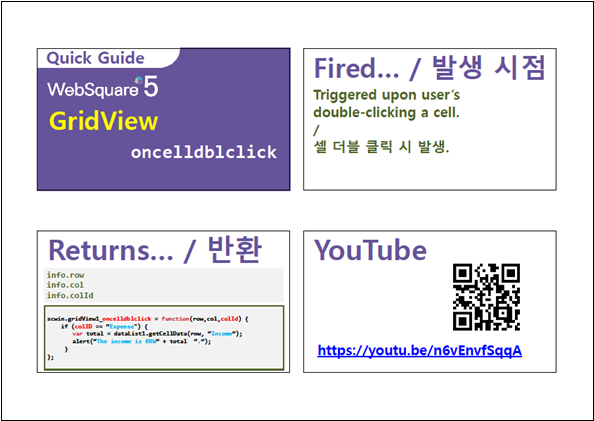 Quick Guide
WebSquare 5
GridView
oncelldblclick
Fired... / 발생 시점
Triggered upon user's
double-clicking a cell.
/
셀 더블 클릭 시 발생.
Returns... / 반환
info.row
info.col
info.colId
scwin.gridView1_oncelldblclick = function(row,col,colId) {
if (colID == "Expense") {
var total = dataList1.getCellData(row, "Income");
alert("The income is KRW" + total ".");
}
};
YouTube
https://youtu.be/n6vEnvfSqqA